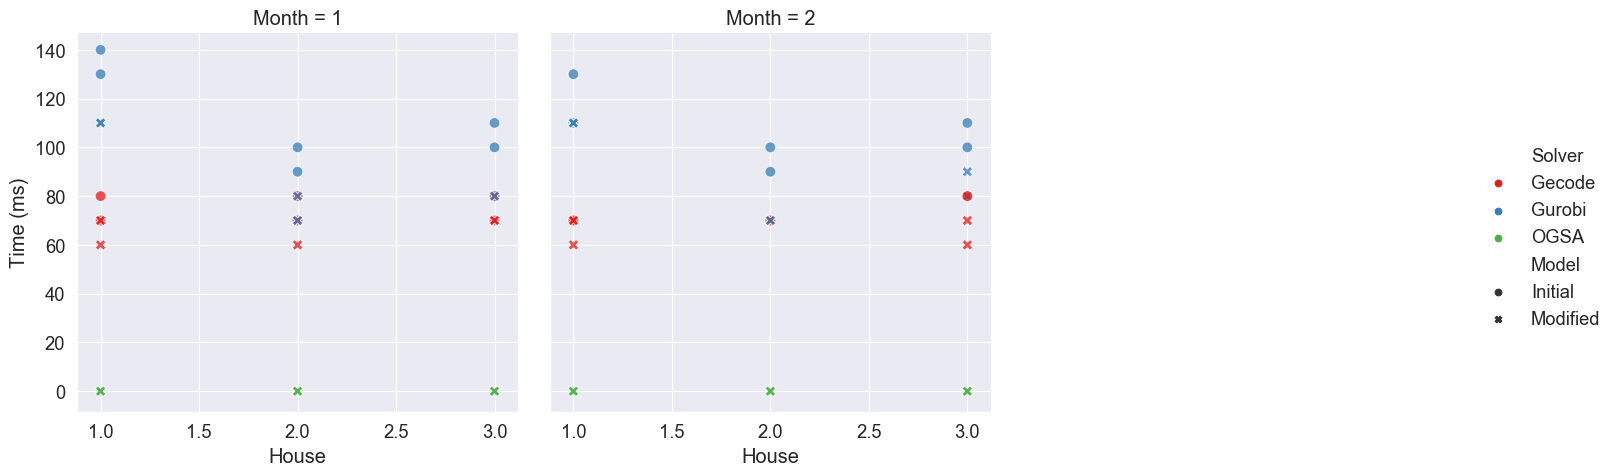 Month = 1
Month = 2
Time (ms)
140
120
100
80
60
40
20
0
1.0 1.5 2.0 2.5 3.0
House
1.0 1.5 2.0 2.5 3.0
House
Solver
Gecode
Gurobi
OGSA
Model
Initial
Modified